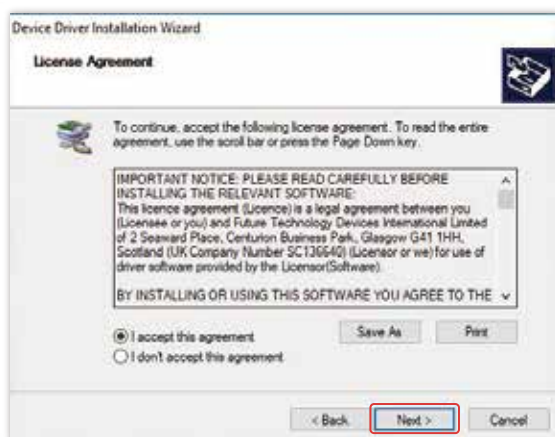 Device Driver Installation Wizard
License Agreement
To continue, accept the following license agreement. To read the entire
agreement, use the scroll bar or press the Page Down key.
IMPORTANT NOTICE: PLEASE READ CAREFULLY BEFORE
INSTALLING THE RELEVANT SOFTWARE:
This licence agreement (Licence) is a legal agreement between you
(Licensee or you) and Future Technology Devices International Limited
of 2 Seaward Place, Centurion Business Park, Glasgow G41 1HH,
Scotland (UK Company Number SC136640) (Licensor or we) for use of
driver software provided by the Licensor(Software).
BY INSTALLING OR USING THIS SOFTWARE YOU AGREE TO THE
I accept this agreement
Save As
Print
I don't accept this agreement
< Back
Next >
Cancel